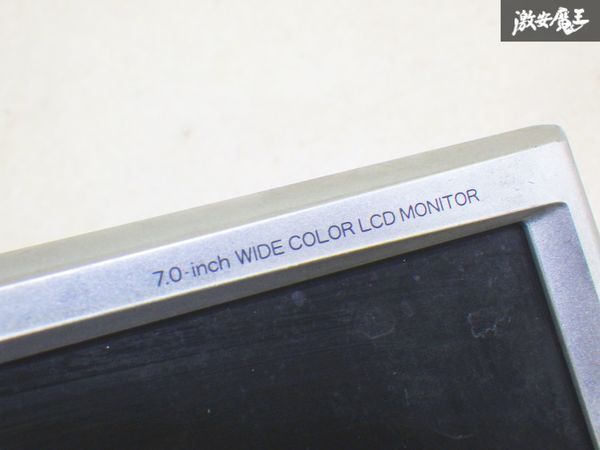 激安魔王
7.0-inch WIDE COLOR LCD MONITOR